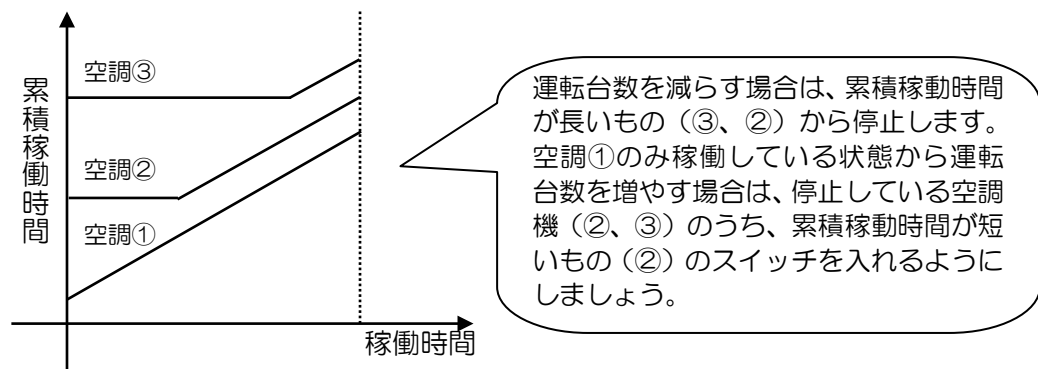 累積稼働時間
空調③
空調②
空調①
稼働時間
運転台数を減らす場合は、累積稼働時間
が長いもの（③、②）から停止します。
空調①のみ稼働している状態から運転
台数を増やす場合は、停止している空調
機（②、③）のうち、累積稼働時間が短
いもの（②）のスイッチを入れるように
しましょう。